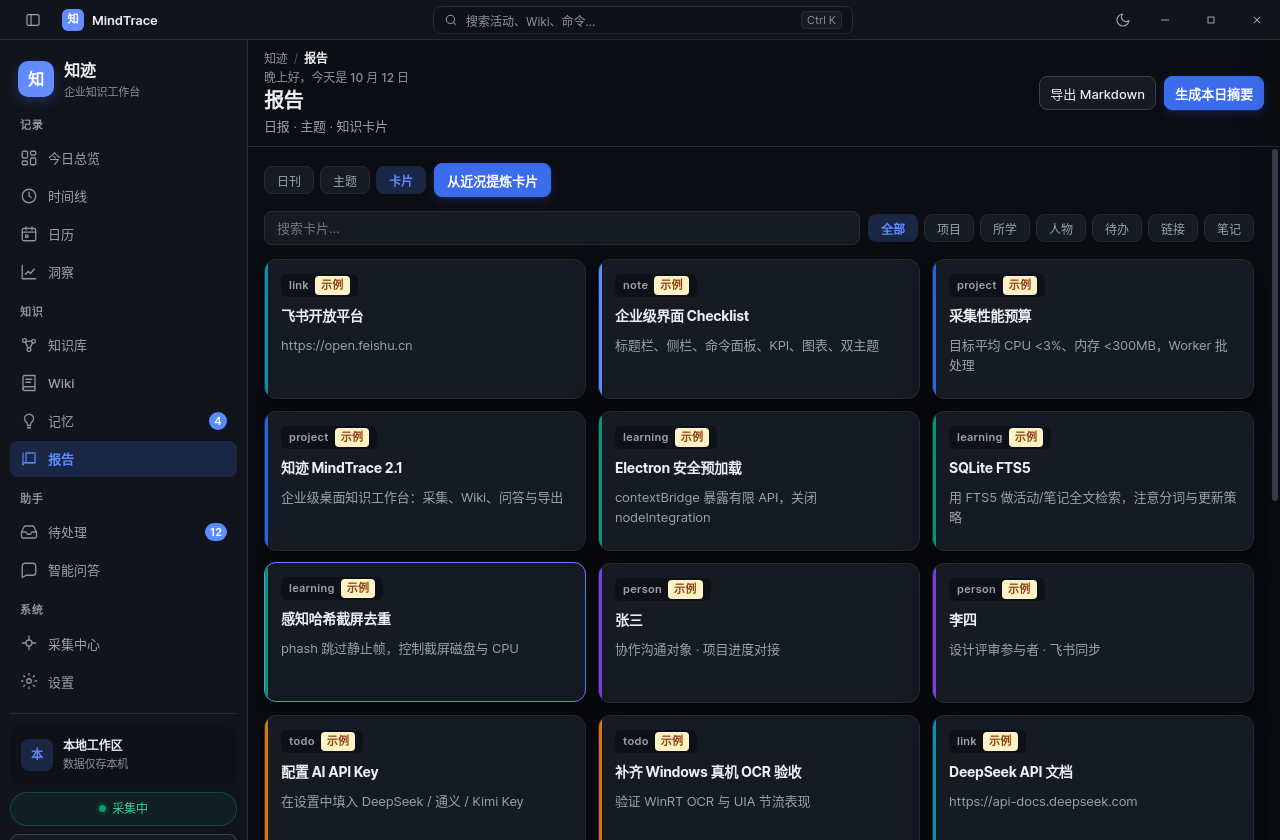 知 MindTrace
搜索活动、Wiki、命令... Ctrl K
知 知迹
企业知识工作台
记录
今日总览
时间线
日历
洞察
知识
知识库
Wiki
记忆 4
报告
助手
待处理 12
智能问答
系统
采集中心
设置
本 本地工作区
数据仅存本机
采集中
知迹 / 报告
晚上好，今天是 10 月 12 日
报告
日报 · 主题 · 知识卡片
导出 Markdown 生成本日摘要
日刊 主题 卡片 从近况提炼卡片
搜索卡片... 全部 项目 所学 人物 待办 链接 笔记
link 示例
飞书开放平台
https://open.feishu.cn
note 示例
企业级界面 Checklist
标题栏、侧栏、命令面板、KPI、图表、双主题
project 示例
采集性能预算
目标平均 CPU <3%、内存 <300MB，Worker 批
处理
project 示例
知迹 MindTrace 2.1
企业级桌面知识工作台：采集、Wiki、问答与导出
learning 示例
Electron 安全预加载
contextBridge 暴露有限 API，关闭
nodeIntegration
learning 示例
SQLite FTS5
用 FTS5 做活动/笔记全文检索，注意分词与更新策
略
learning 示例
感知哈希截屏去重
phash 跳过静止帧，控制截屏磁盘与 CPU
person 示例
张三
协作沟通对象 · 项目进度对接
person 示例
李四
设计评审参与者 · 飞书同步
todo 示例
配置 AI API Key
在设置中填入 DeepSeek / 通义 / Kimi Key
todo 示例
补齐 Windows 真机 OCR 验收
验证 WinRT OCR 与 UIA 节流表现
link 示例
DeepSeek API 文档
https://api-docs.deepseek.com